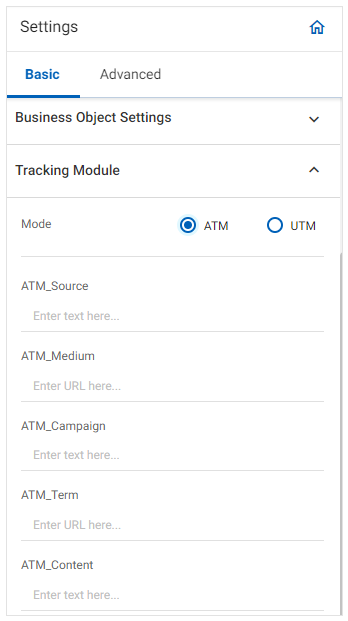 Settings
Basic Advanced
Business Object Settings
Tracking Module
Mode ATM UTM
ATM_Source
Enter text here...
ATM_Medium
Enter URL here...
ATM_Campaign
Enter text here...
ATM_Term
Enter URL here...
ATM_Content
Enter text here...